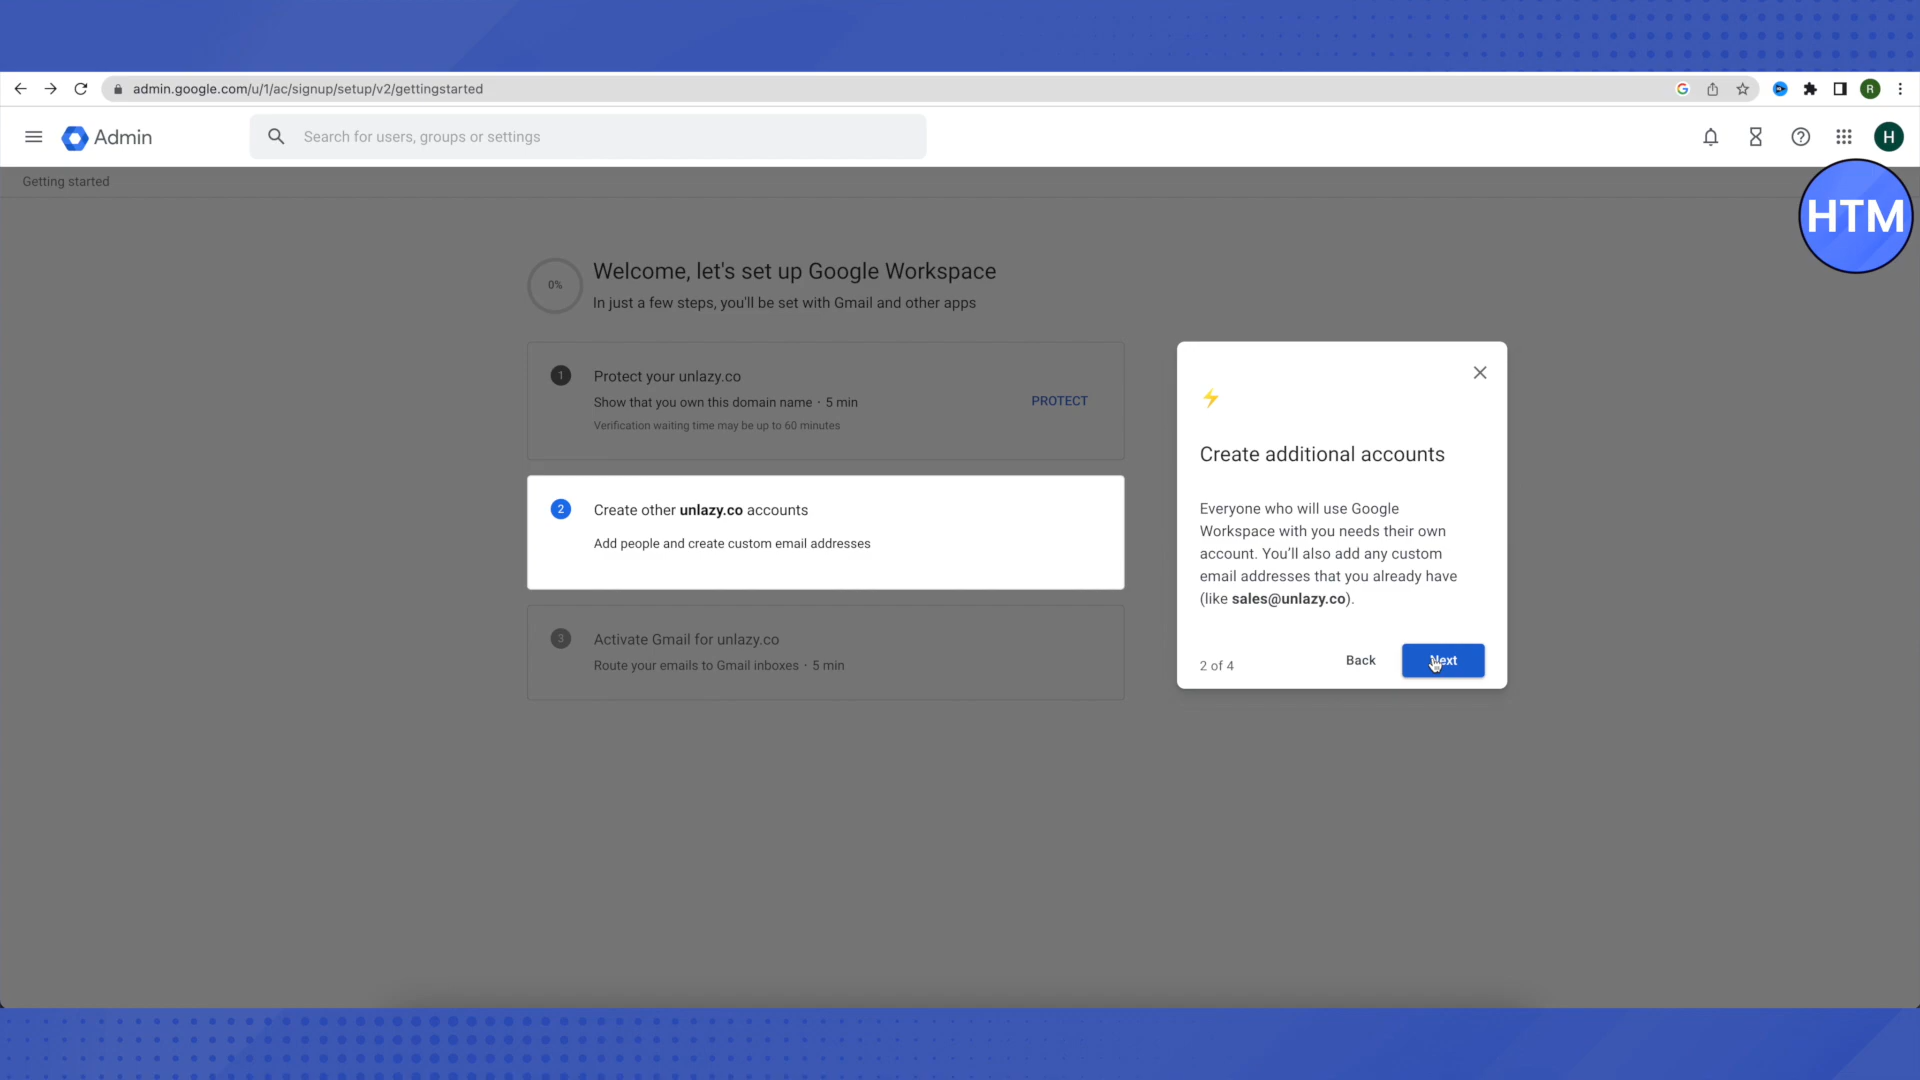 admin.google.com/u/1/ac/signup/setup/v2/gettingstarted
R
Admin
Search for users, groups or settings
H
Getting started
HTM
0%
Welcome, let's set up Google Workspace
In just a few steps, you'll be set with Gmail and other apps
1
Protect your unlazy.co
Show that you own this domain name · 5 min
Verification waiting time may be up to 60 minutes
PROTECT
2
Create other unlazy.co accounts
Add people and create custom email addresses
3
Activate Gmail for unlazy.co
Route your emails to Gmail inboxes · 5 min
Create additional accounts
Everyone who will use Google
Workspace with you needs their own
account. You'll also add any custom
email addresses that you already have
(like sales@unlazy.co).
2 of 4
Back
Next